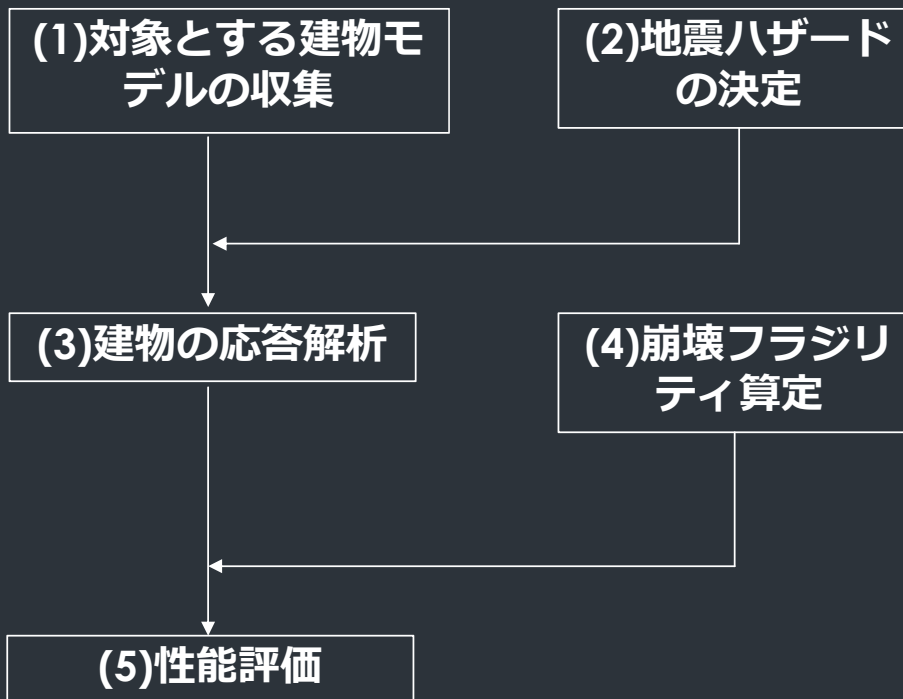 (1)対象とする建物モ
デルの収集
(2)地震ハザード
の決定
(3)建物の応答解析
(4)崩壊フラジリ
ティ算定
(5)性能評価